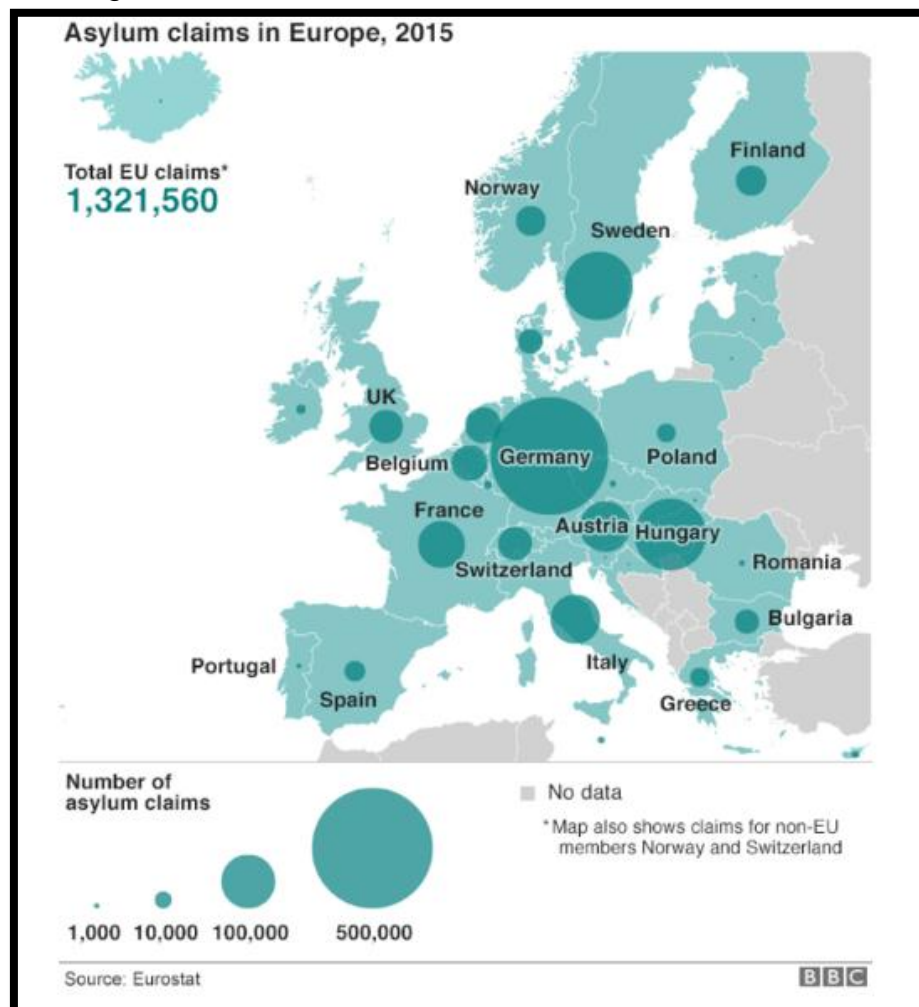 Asylum claims in Europe, 2015
Total EU claims*
1,321,560
Finland
Norway
Sweden
UK
Belgium
Germany
Poland
France
Austria
Hungary
Switzerland
Romania
Bulgaria
Portugal
Italy
Spain
Greece
Number of
asylum claims
1,000
10,000
100,000
500,000
No data
*Map also shows claims for non-EU
members Norway and Switzerland
Source: Eurostat
BBC